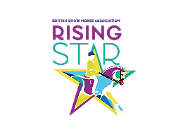 BRITISH SHOW HORSE ASSOCIATION
RISING
STAR